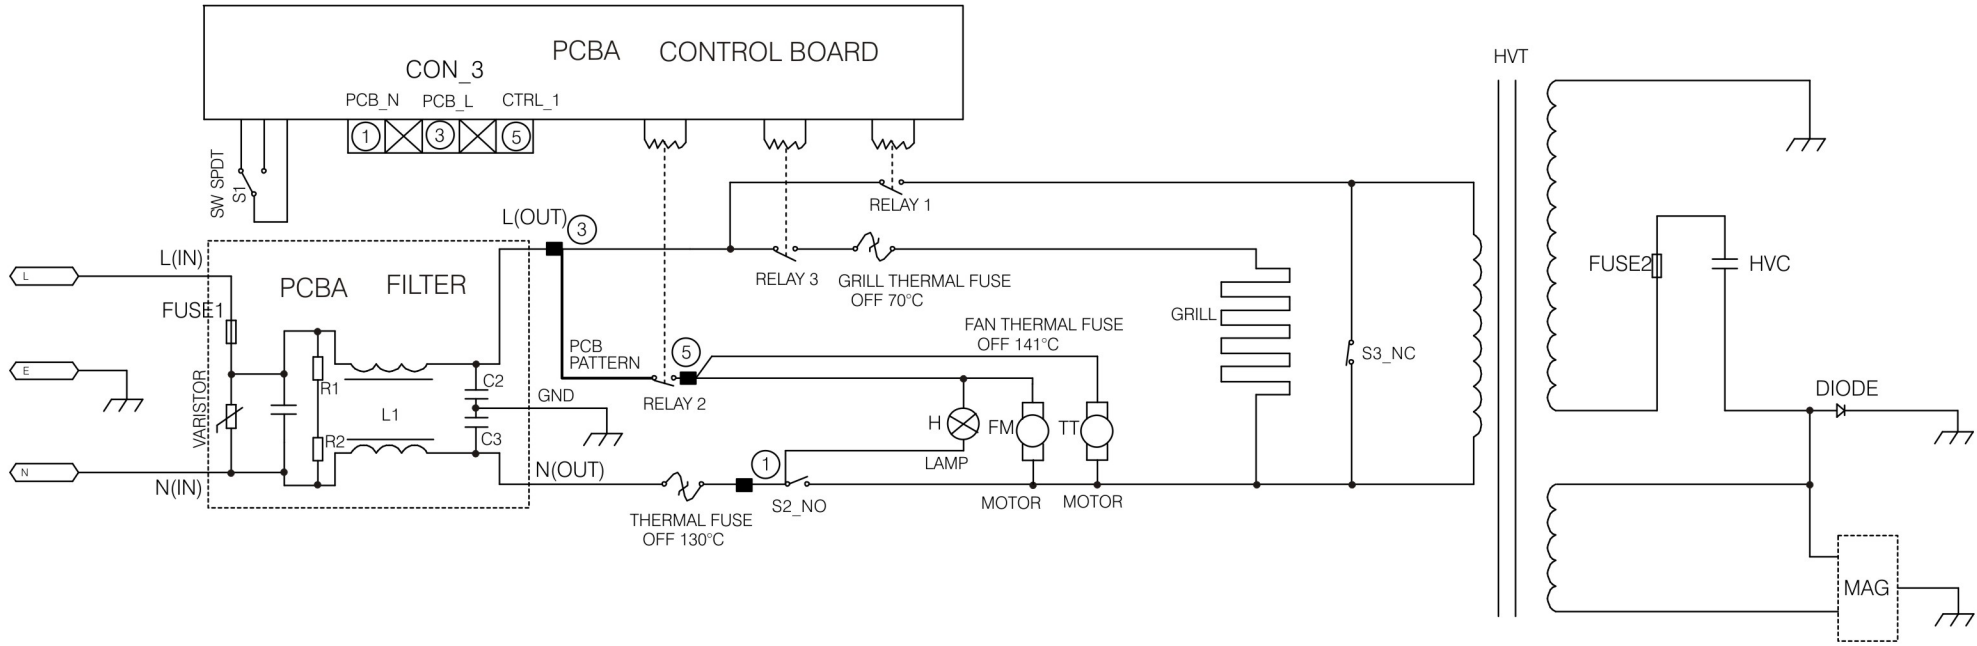 PCBA CONTROL BOARD
HVT
CON_3
PCB_N PCB_L CTRL_1
1 3 5
SW SPDT
S1
RELAY 1
L(OUT) 3
L(IN)
L
PCBA FILTER
RELAY 3
GRILL THERMAL FUSE
OFF 70°C
FUSE2
HVC
FUSE1
GRILL
FAN THERMAL FUSE
OFF 141°C
PCB
PATTERN
5
S3_NC
E
VARISTOR
R1
C2
GND
RELAY 2
DIODE
L1
H
FM
TT
R2
C3
N
N(IN)
N(OUT)
1
LAMP
S2_NO
MOTOR
MOTOR
THERMAL FUSE
OFF 130°C
MAG